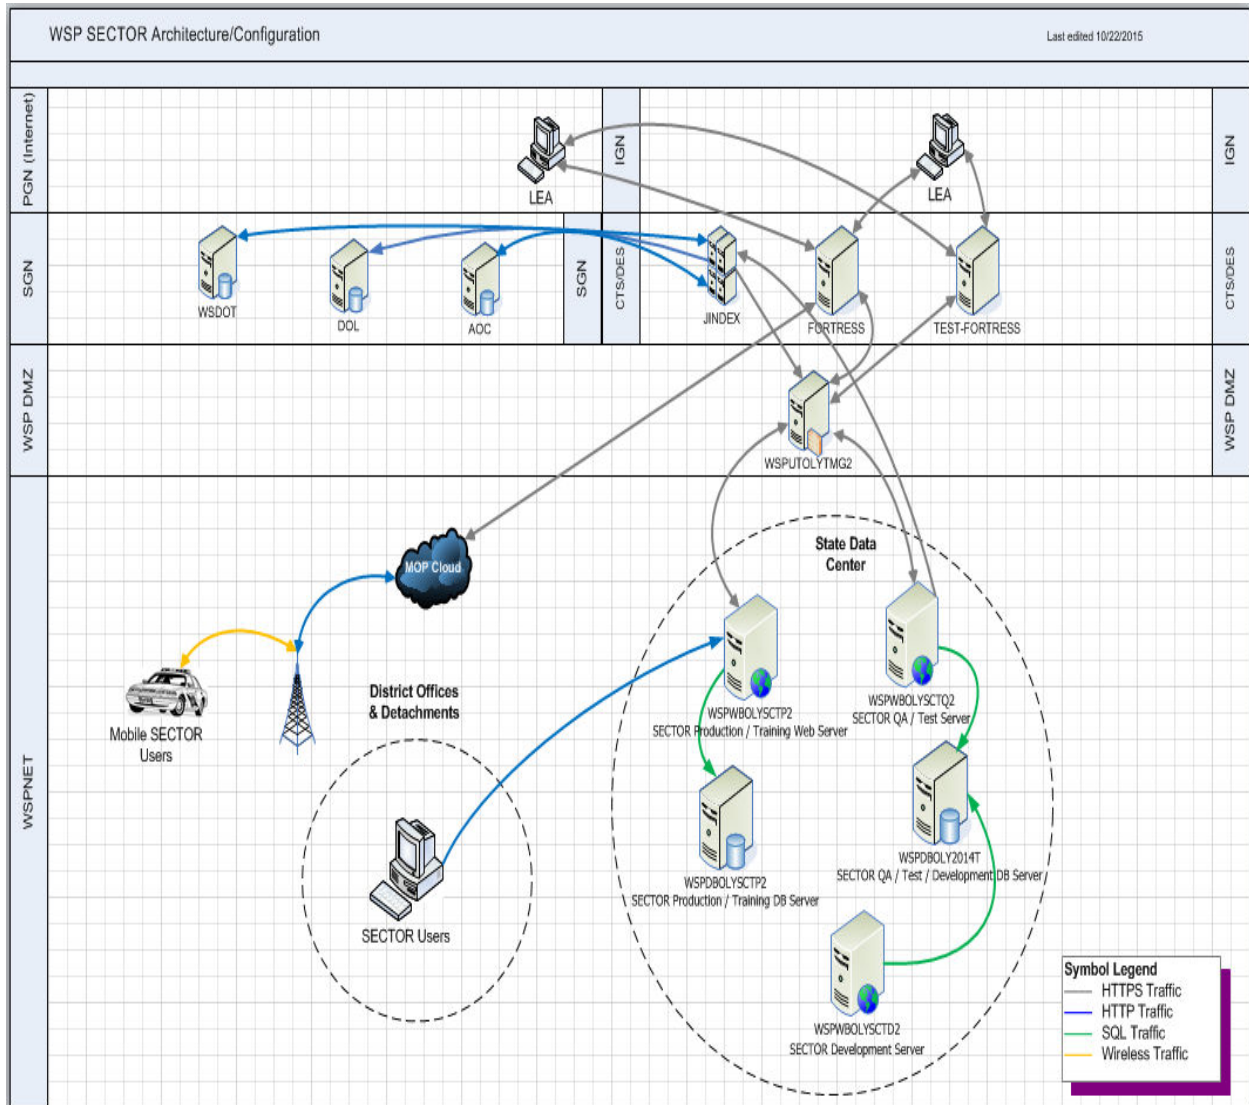 WSP SECTOR Architecture/Configuration
Last edited 10/22/2015
PGN (Internet)
LEA
IGN
LEA
IGN
SGN
WSDOT
DOL
AOC
SGN
CTS/DES
JINDEX
FORTRESS
TEST-FORTRESS
CTS/DES
WSP DMZ
WSPUTOLYTMG2
WSP DMZ
WSPNET
MOP Cloud
Mobile SECTOR
Users
District Offices
& Detachments
SECTOR Users
State Data
Center
WSPWBOLYSCTP2
SECTOR Production / Training Web Server
WSPWBOLYSCTQ2
SECTOR QA / Test Server
WSPDBOLYSCTP2
SECTOR Production / Training DB Server
WSPDBOLY2014T
SECTOR QA / Test / Development DB Server
WSPWBOLYSCTD2
SECTOR Development Server
Symbol Legend
HTTPS Traffic
HTTP Traffic
SQL Traffic
Wireless Traffic